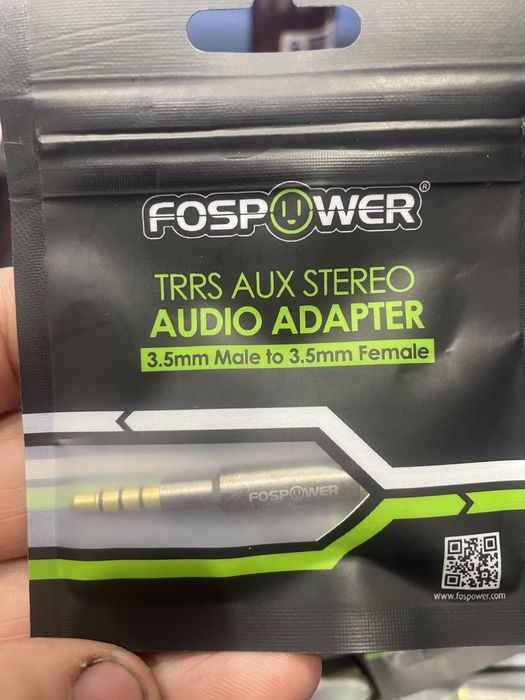 FOSPOWER®
TRRS AUX STEREO
AUDIO ADAPTER
3.5mm Male to 3.5mm Female
FOSPOWER
www.fospower.com